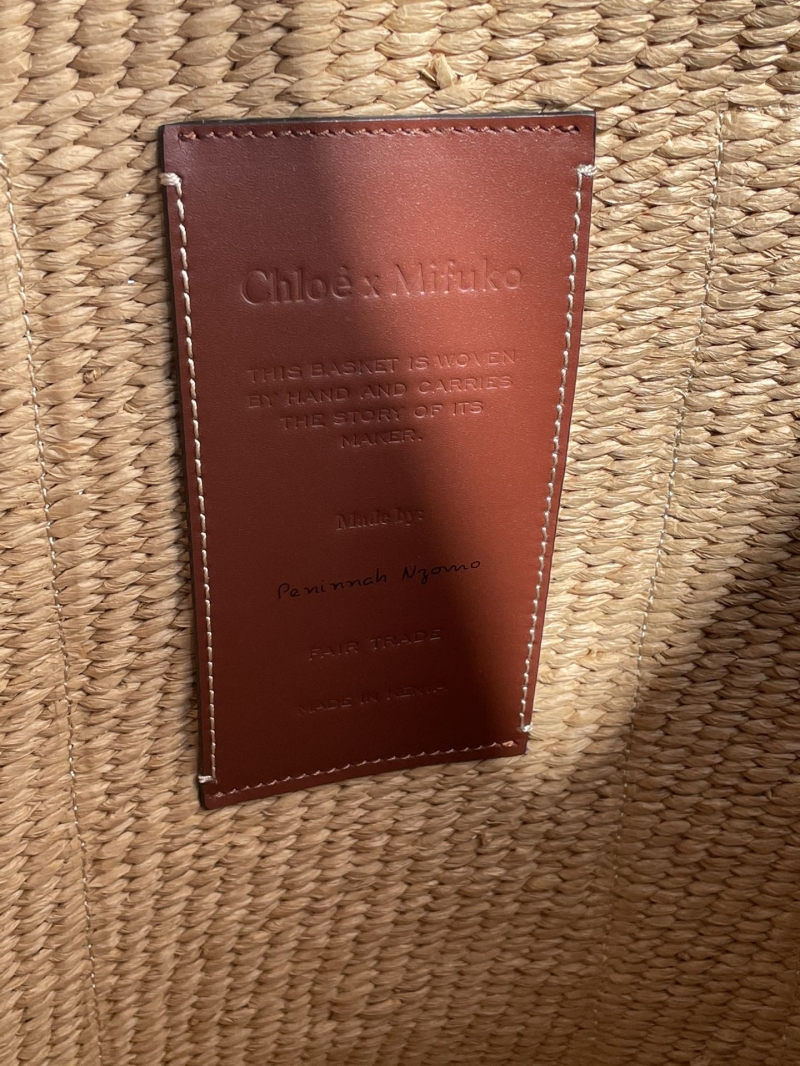 Chloé x Mifuko
THIS BASKET IS WOVEN
BY HAND AND CARRIES
THE STORY OF ITS
MAKER.
Made by:
Peninnah Nzomo
FAIR TRADE
MADE IN KENYA